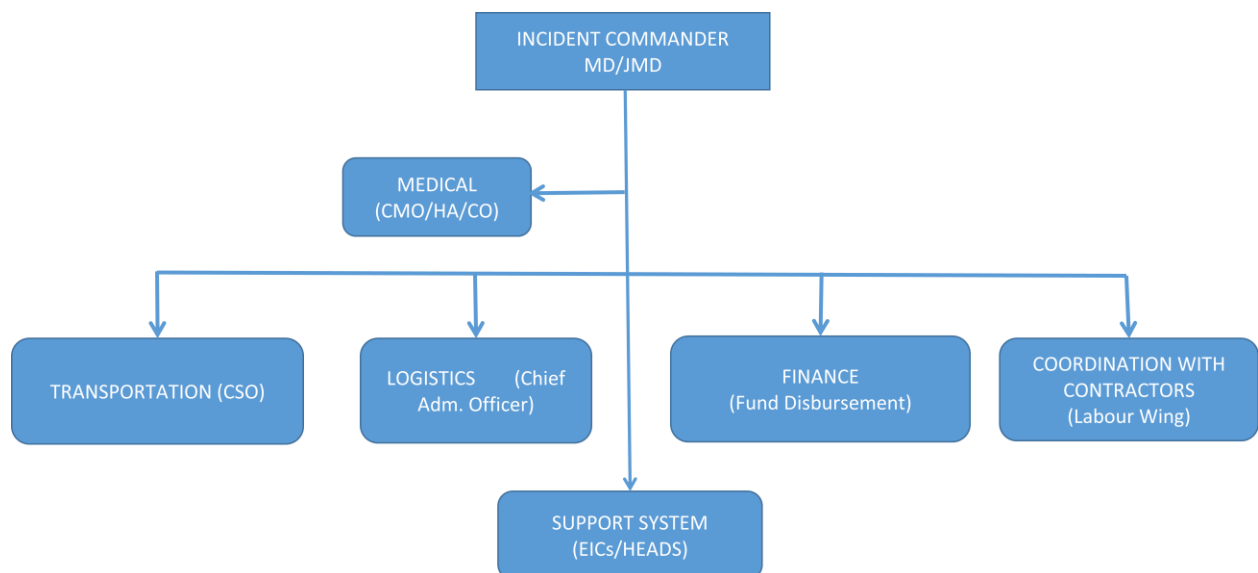 INCIDENT COMMANDER
MD/JMD
MEDICAL
(CMO/HA/CO)
TRANSPORTATION (CSO)
LOGISTICS (Chief
Adm. Officer)
FINANCE
(Fund Disbursement)
COORDINATION WITH
CONTRACTORS
(Labour Wing)
SUPPORT SYSTEM
(EICs/HEADS)